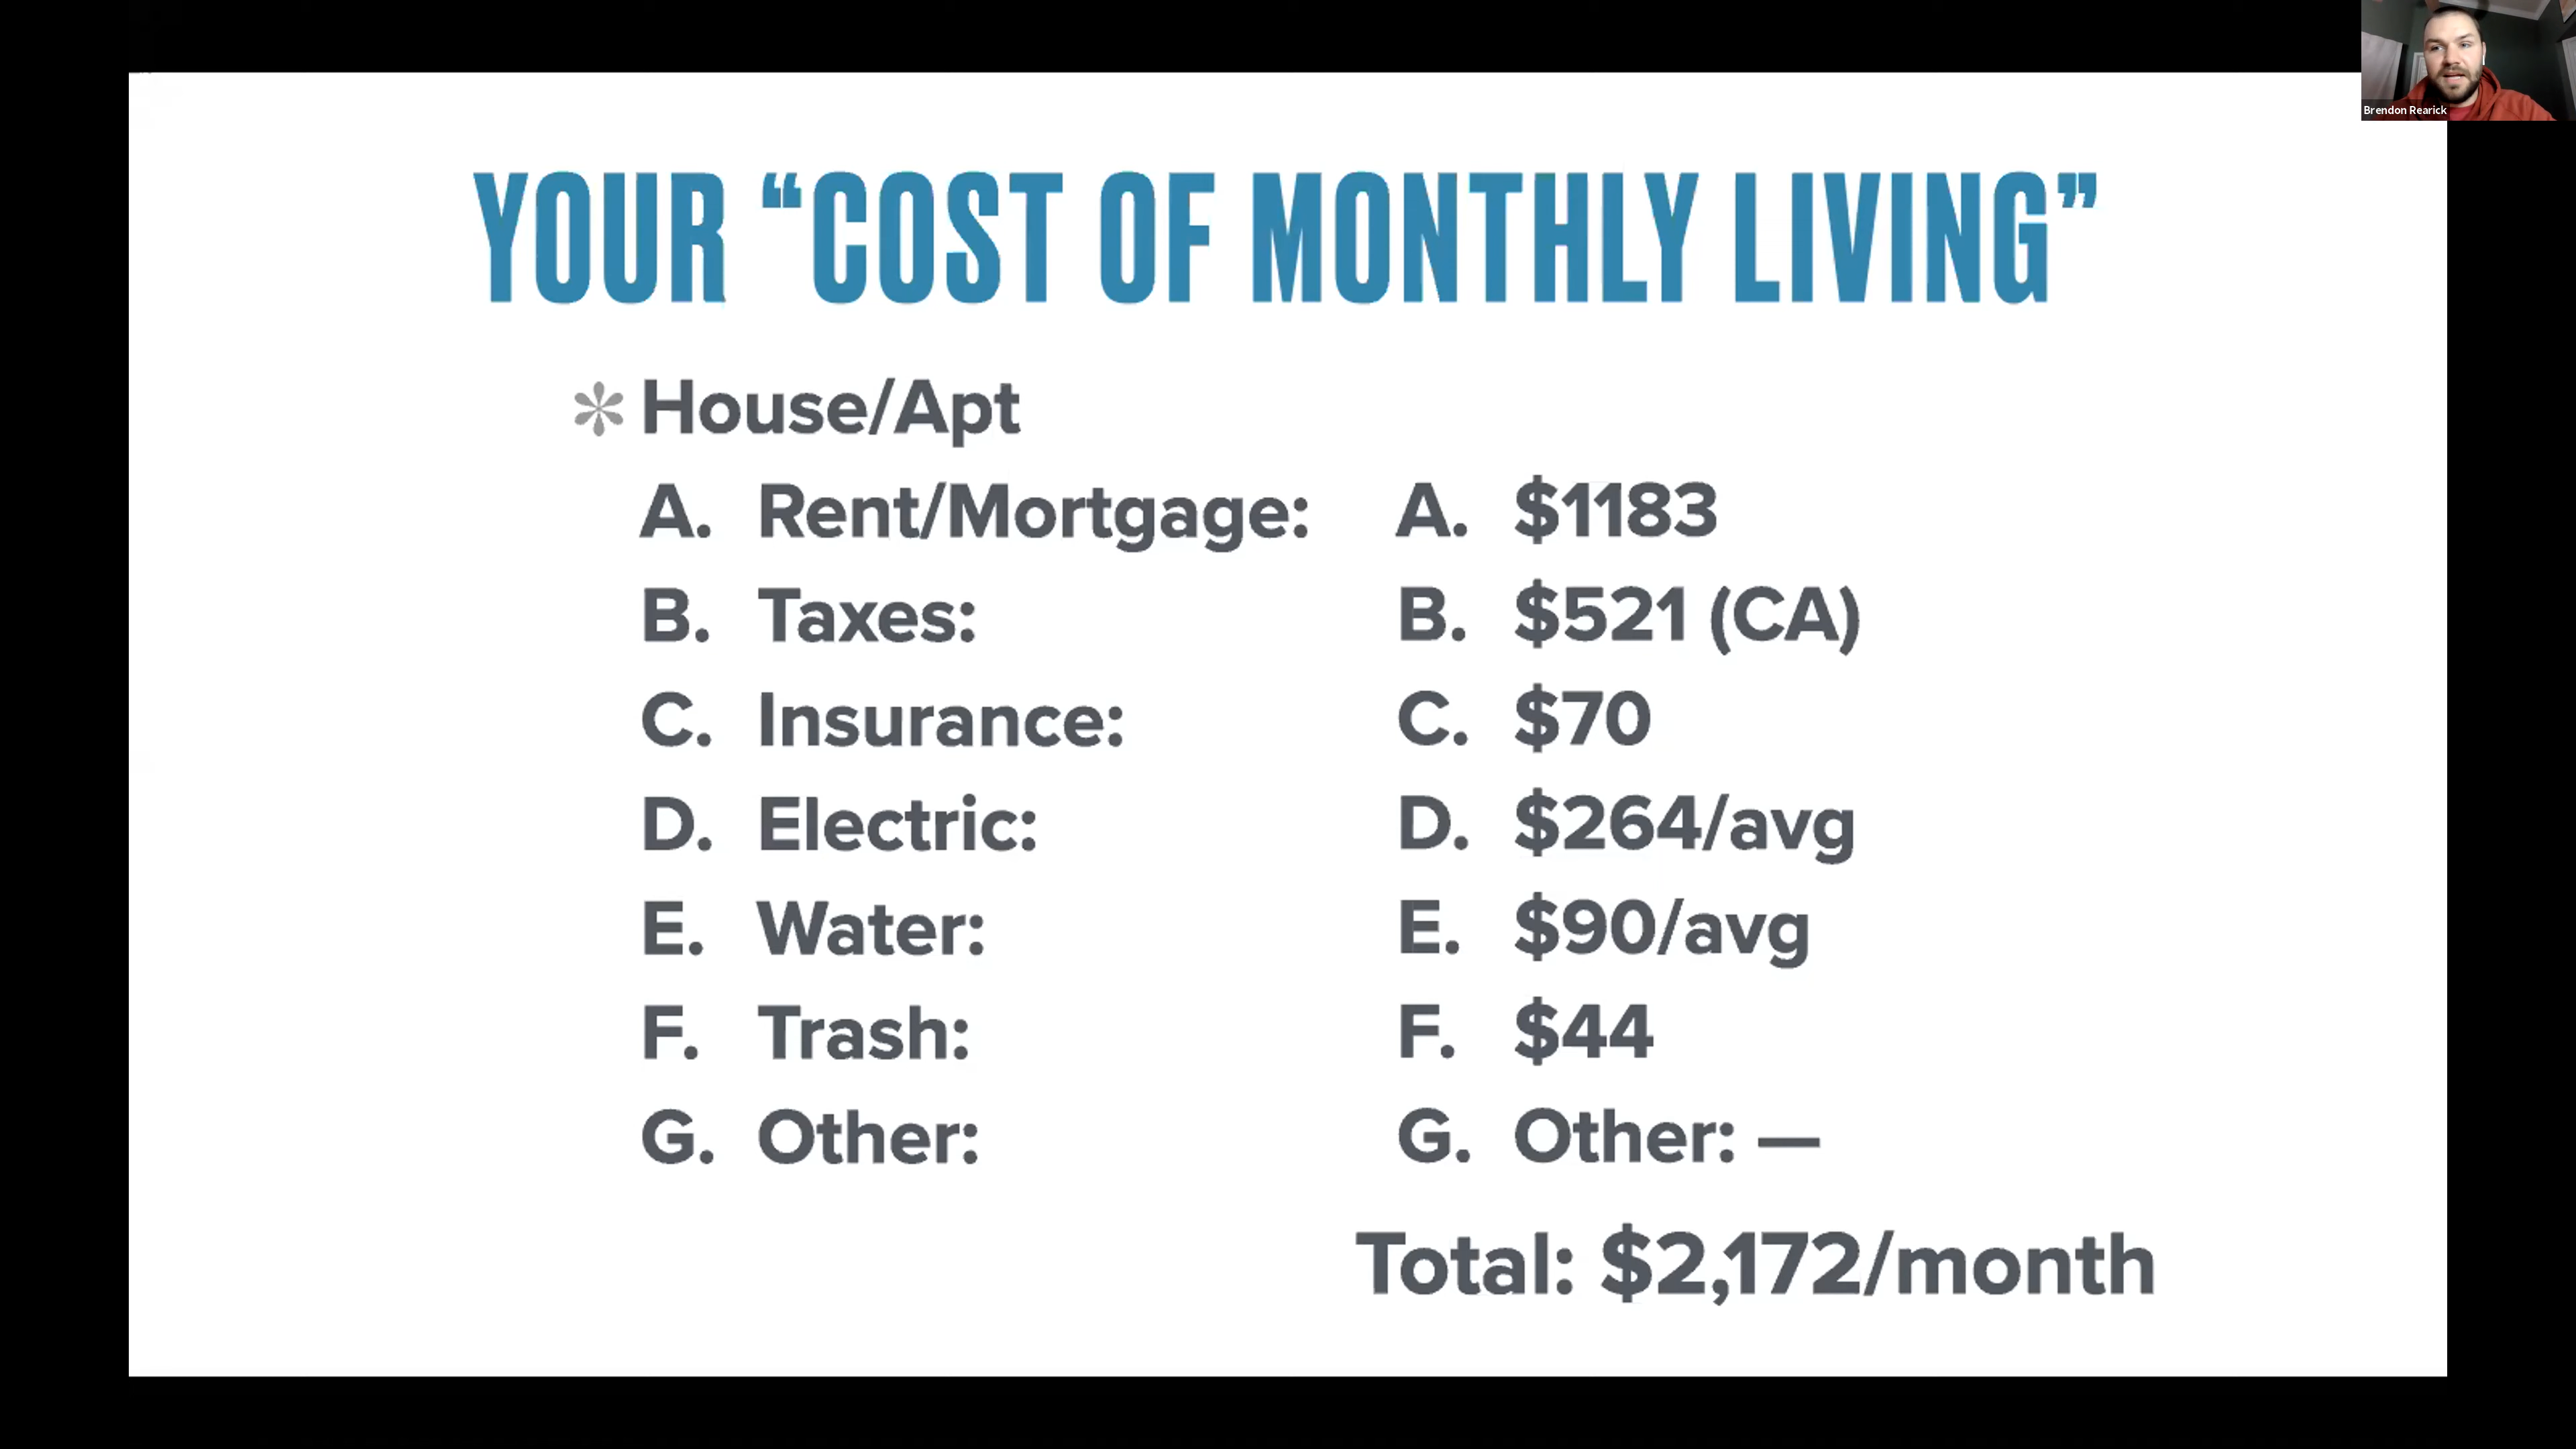 Brendon Rearick
YOUR “COST OF MONTHLY LIVING”
✻ House/Apt
A. Rent/Mortgage: A. $1183
B. Taxes: B. $521 (CA)
C. Insurance: C. $70
D. Electric: D. $264/avg
E. Water: E. $90/avg
F. Trash: F. $44
G. Other: G. Other: —
Total: $2,172/month